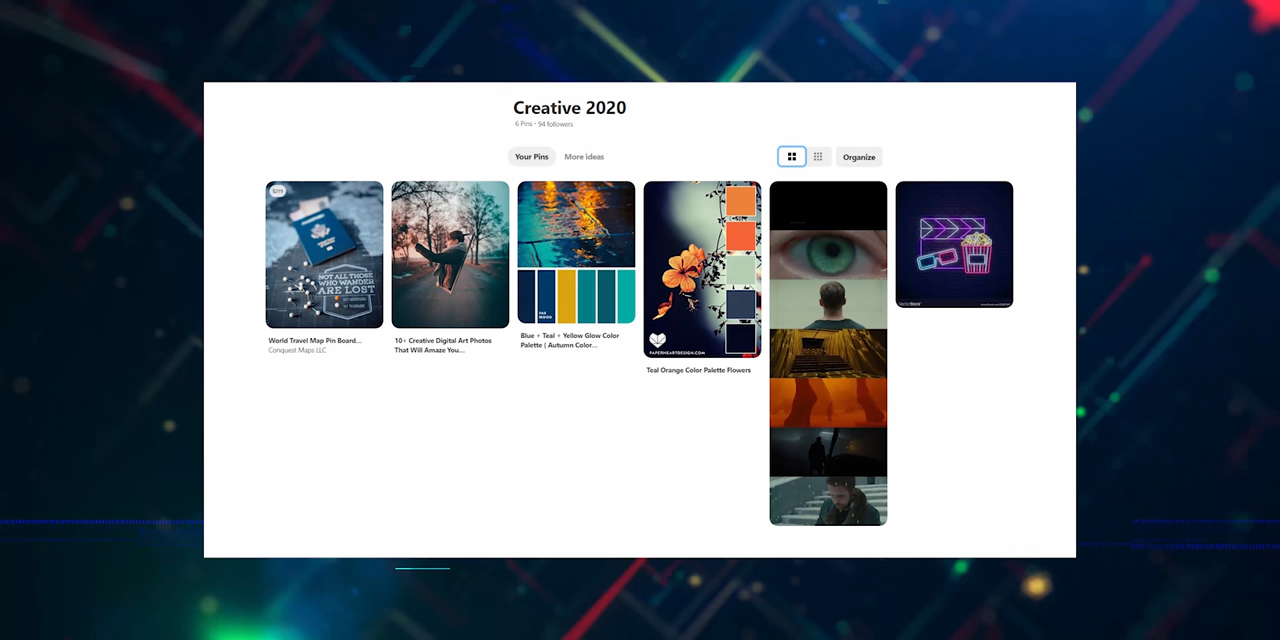 Creative 2020
6 Pins • 94 followers
Your Pins
More ideas
Organize
$219
NOT ALL THOSE
WHO WANDER
ARE LOST
World Travel Map Pin Board...
Conquest Maps LLC
10+ Creative Digital Art Photos
That Will Amaze You...
Blue + Teal + Yellow Glow Color
Palette | Autumn Color...
PAPERHEARTDESIGN.COM
Teal Orange Color Palette Flowers
VectorStock